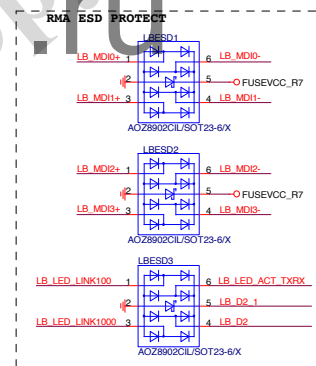 RMA ESD PROTECT
.ru
LBESD1
LB_MDI0+ 1 6 LB_MDI0-
2 5 FUSEVCC_R7
LB_MDI1+ 3 4 LB_MDI1-
AOZ8902CIL/SOT23-6/X
LBESD2
LB_MDI2+ 1 6 LB_MDI2-
2 5 FUSEVCC_R7
LB_MDI3+ 3 4 LB_MDI3-
AOZ8902CIL/SOT23-6/X
LBESD3
LB_LED_LINK100 1 6 LB_LED_ACT_TXRX
2 5 LB_D2_1
LB_LED_LINK1000 3 4 LB_D2
AOZ8902CIL/SOT23-6/X